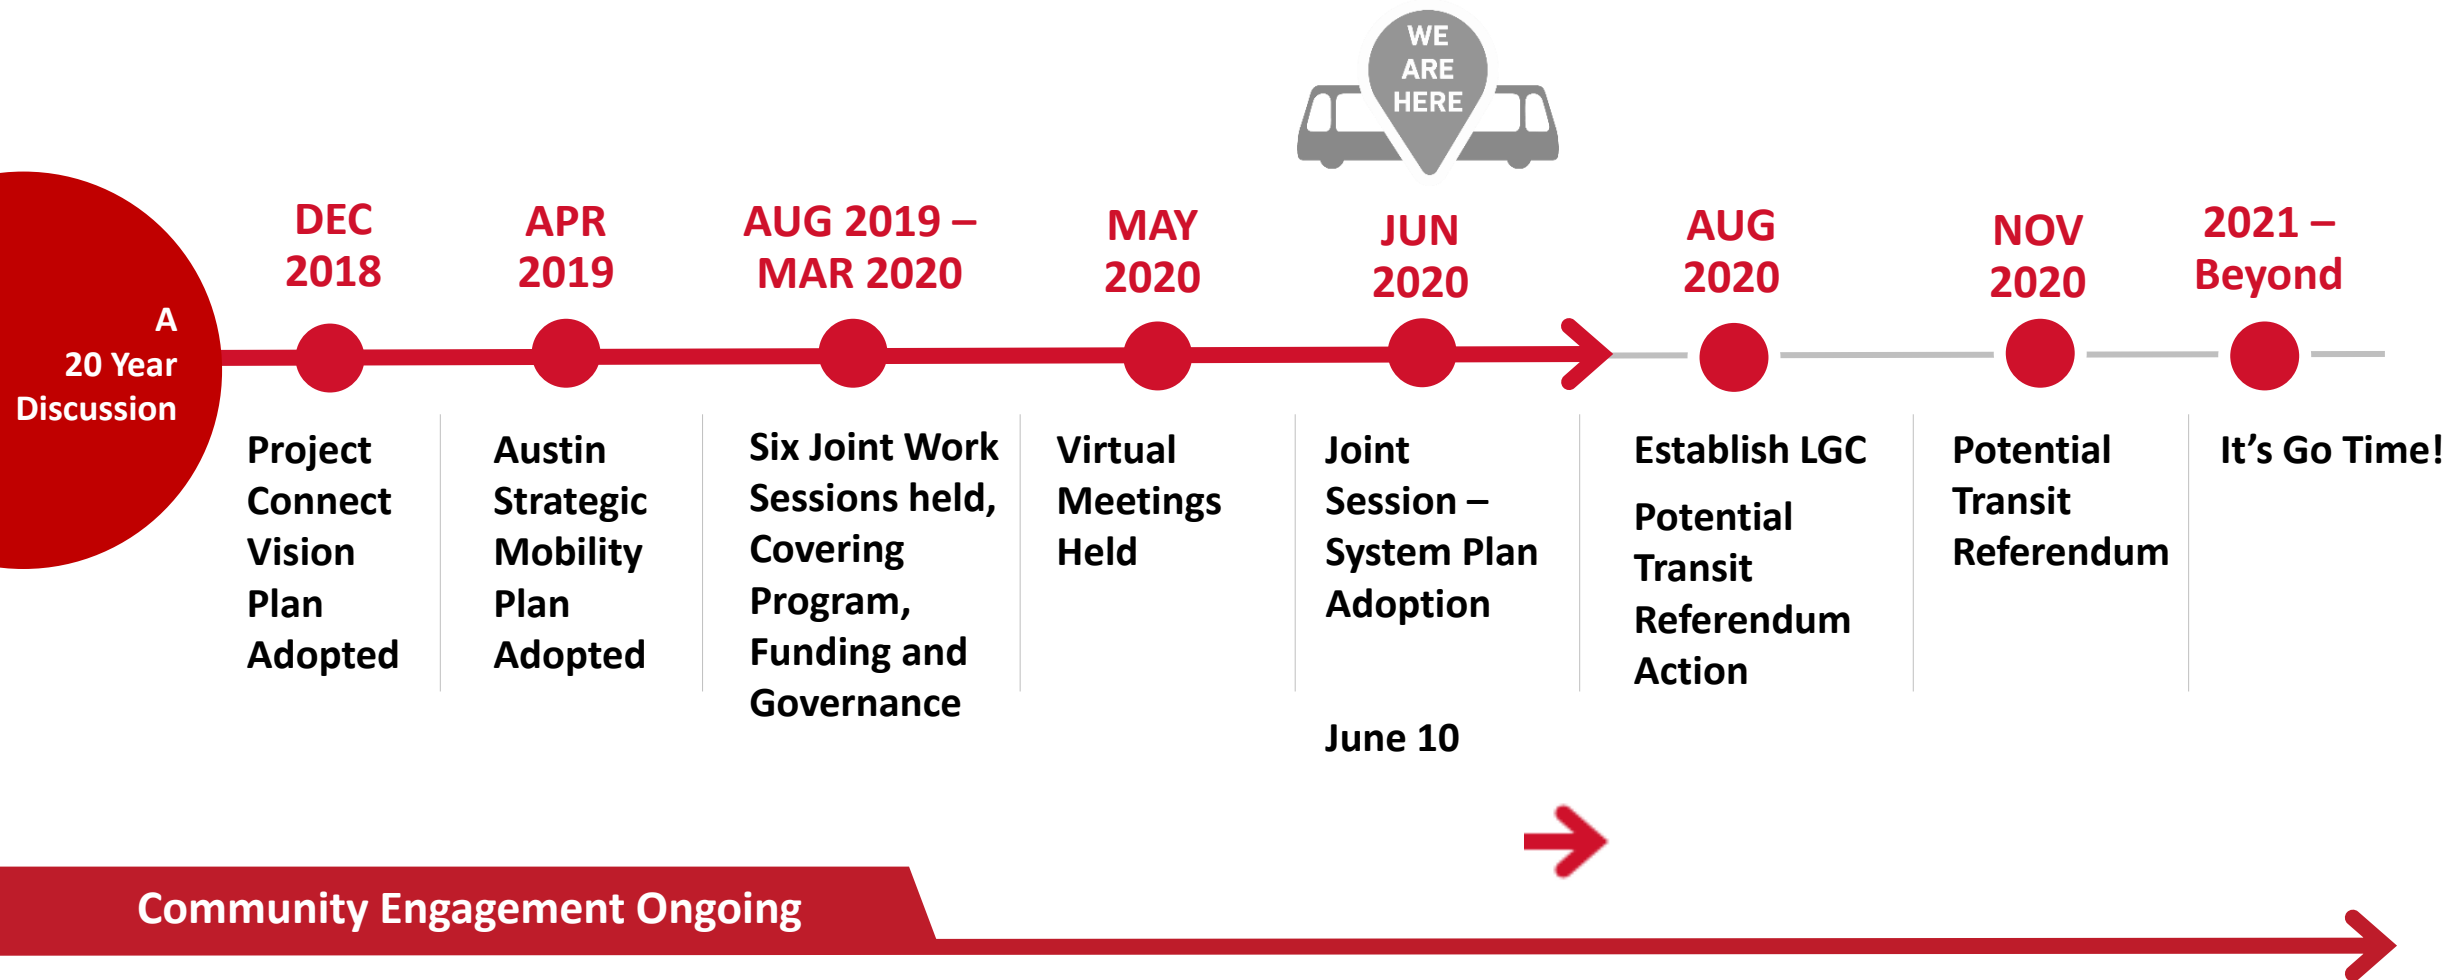 WE
ARE
HERE
A
20 Year
Discussion
DEC
2018
Project
Connect
Vision
Plan
Adopted
APR
2019
Austin
Strategic
Mobility
Plan
Adopted
AUG 2019 –
MAR 2020
Six Joint Work
Sessions held,
Covering
Program,
Funding and
Governance
MAY
2020
Virtual
Meetings
Held
JUN
2020
Joint
Session –
System Plan
Adoption
June 10
AUG
2020
Establish LGC
Potential
Transit
Referendum
Action
NOV
2020
Potential
Transit
Referendum
2021 –
Beyond
It’s Go Time!
Community Engagement Ongoing